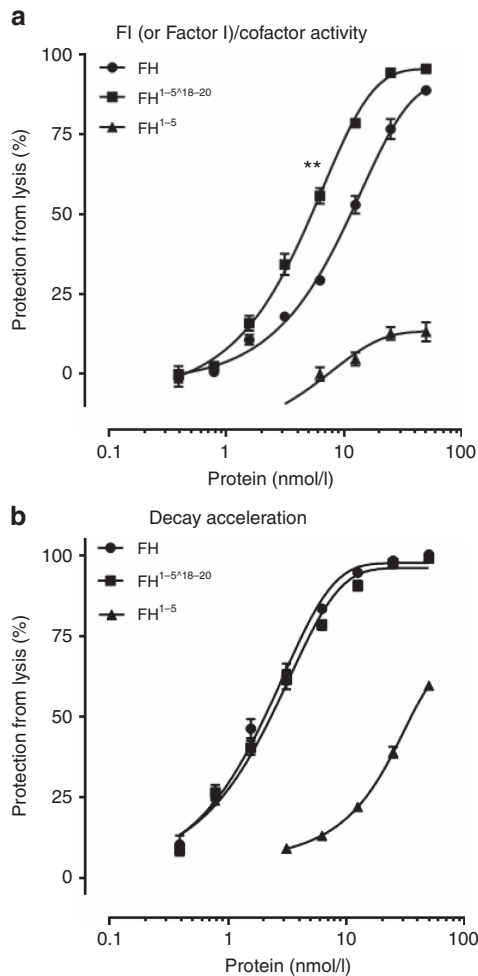 a
FI (or Factor I)/cofactor activity
100
75
50
25
0
Protection from lysis (%)
FH
FH1–5^18–20
FH1–5
**
0.1 1 10 100
Protein (nmol/l)
b
Decay acceleration
100
75
50
25
0
Protection from lysis (%)
FH
FH1–5^18–20
FH1–5
0.1 1 10 100
Protein (nmol/l)